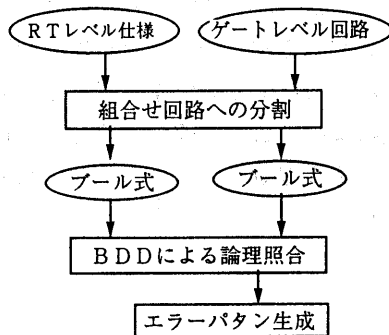 RTレベル仕様
ゲートレベル回路
組合せ回路への分割
ブール式
ブール式
BDDによる論理照合
エラーパタン生成